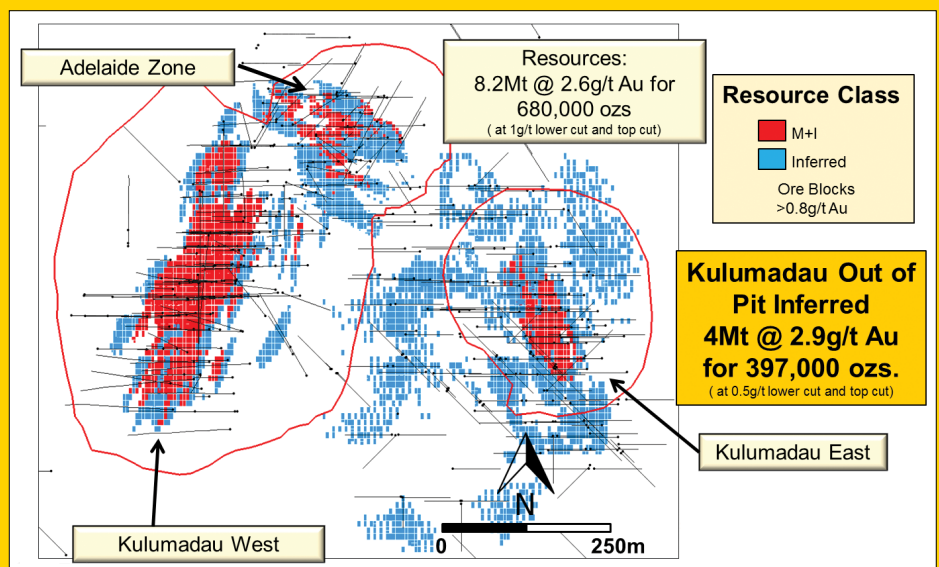 Adelaide Zone
Resources:
8.2Mt @ 2.6g/t Au for
680,000 ozs
( at 1g/t lower cut and top cut)
Resource Class
M+I
Inferred
Ore Blocks
>0.8g/t Au
Kulumadau Out of
Pit Inferred
4Mt @ 2.9g/t Au
for 397,000 ozs.
( at 0.5g/t lower cut and top cut)
Kulumadau East
Kulumadau West
N
0
250m